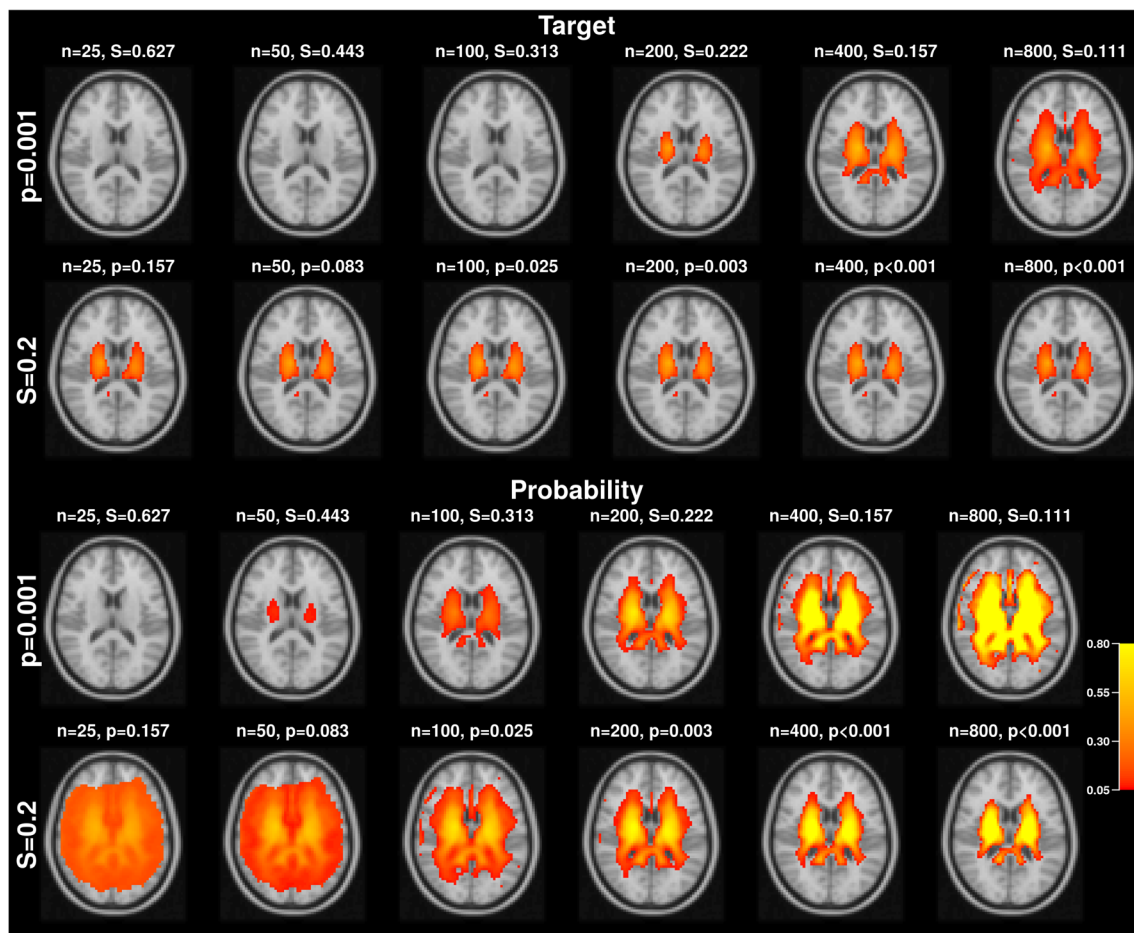 Target
n=25, S=0.627 n=50, S=0.443 n=100, S=0.313 n=200, S=0.222 n=400, S=0.157 n=800, S=0.111
p=0.001
n=25, p=0.157 n=50, p=0.083 n=100, p=0.025 n=200, p=0.003 n=400, p<0.001 n=800, p<0.001
S=0.2
Probability
n=25, S=0.627 n=50, S=0.443 n=100, S=0.313 n=200, S=0.222 n=400, S=0.157 n=800, S=0.111
p=0.001
0.80
0.55
n=25, p=0.157 n=50, p=0.083 n=100, p=0.025 n=200, p=0.003 n=400, p<0.001 n=800, p<0.001
0.30
0.05
S=0.2